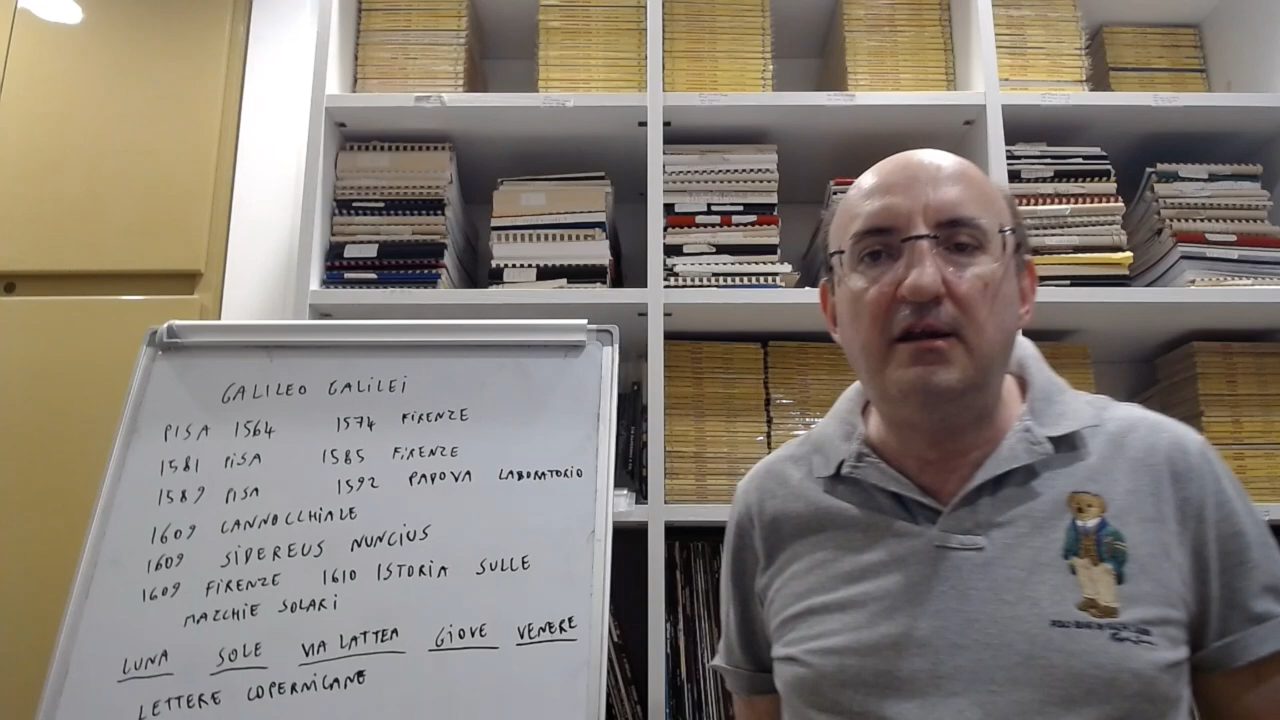 GALILEO GALILEI
PISA 1564 1574 FIRENZE
1581 PISA 1585 FIRENZE
1589 PISA 1592 PADOVA LABORATORIO
1609 CANNOCCHIALE
1609 SIDEREUS NUNCIUS
1609 FIRENZE 1610 ISTORIA SULLE
MACCHIE SOLARI
LUNA SOLE VIA LATTEA GIOVE VENERE
LETTERE COPERNICANE